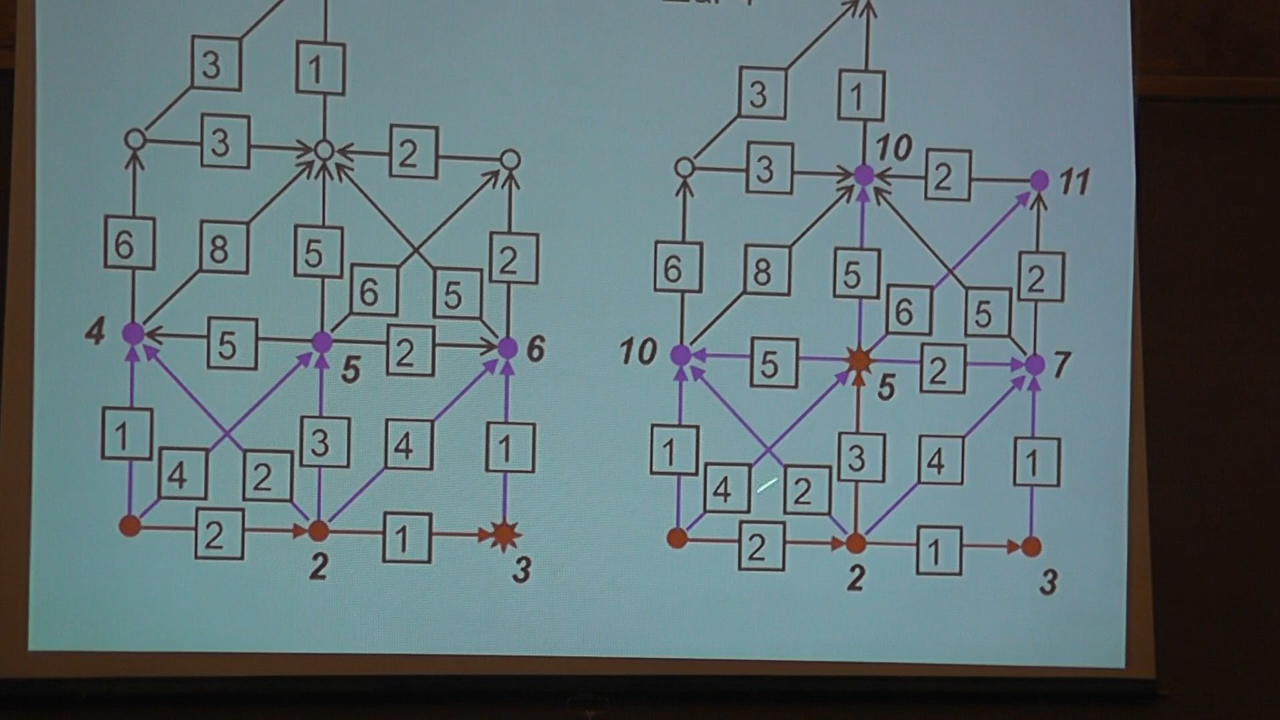 3 1
3 2
6 8 5 6 5 2
4 5 5 2 6
1 4 2 3 4 1
2 2 1 3
3 1
3 10 2 11
6 8 5 6 5 2
10 5 5 2 7
1 4 2 3 4 1
2 2 1 3